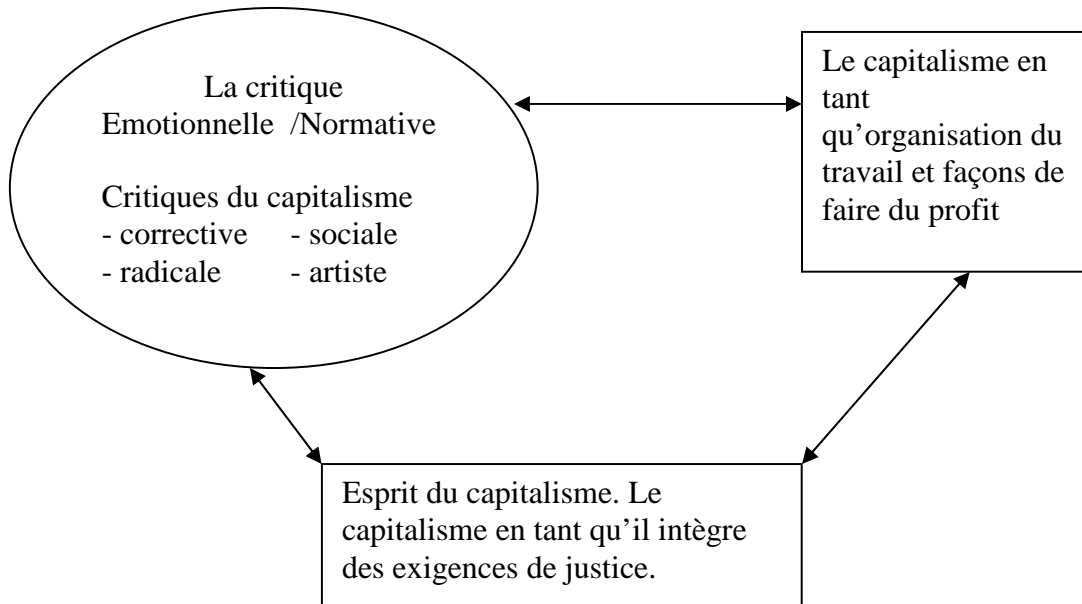 La critique
Emotionnelle /Normative
Critiques du capitalisme
- corrective - sociale
- radicale - artiste
Le capitalisme en
tant
qu’organisation du
travail et façons de
faire du profit
Esprit du capitalisme. Le
capitalisme en tant qu’il intègre
des exigences de justice.